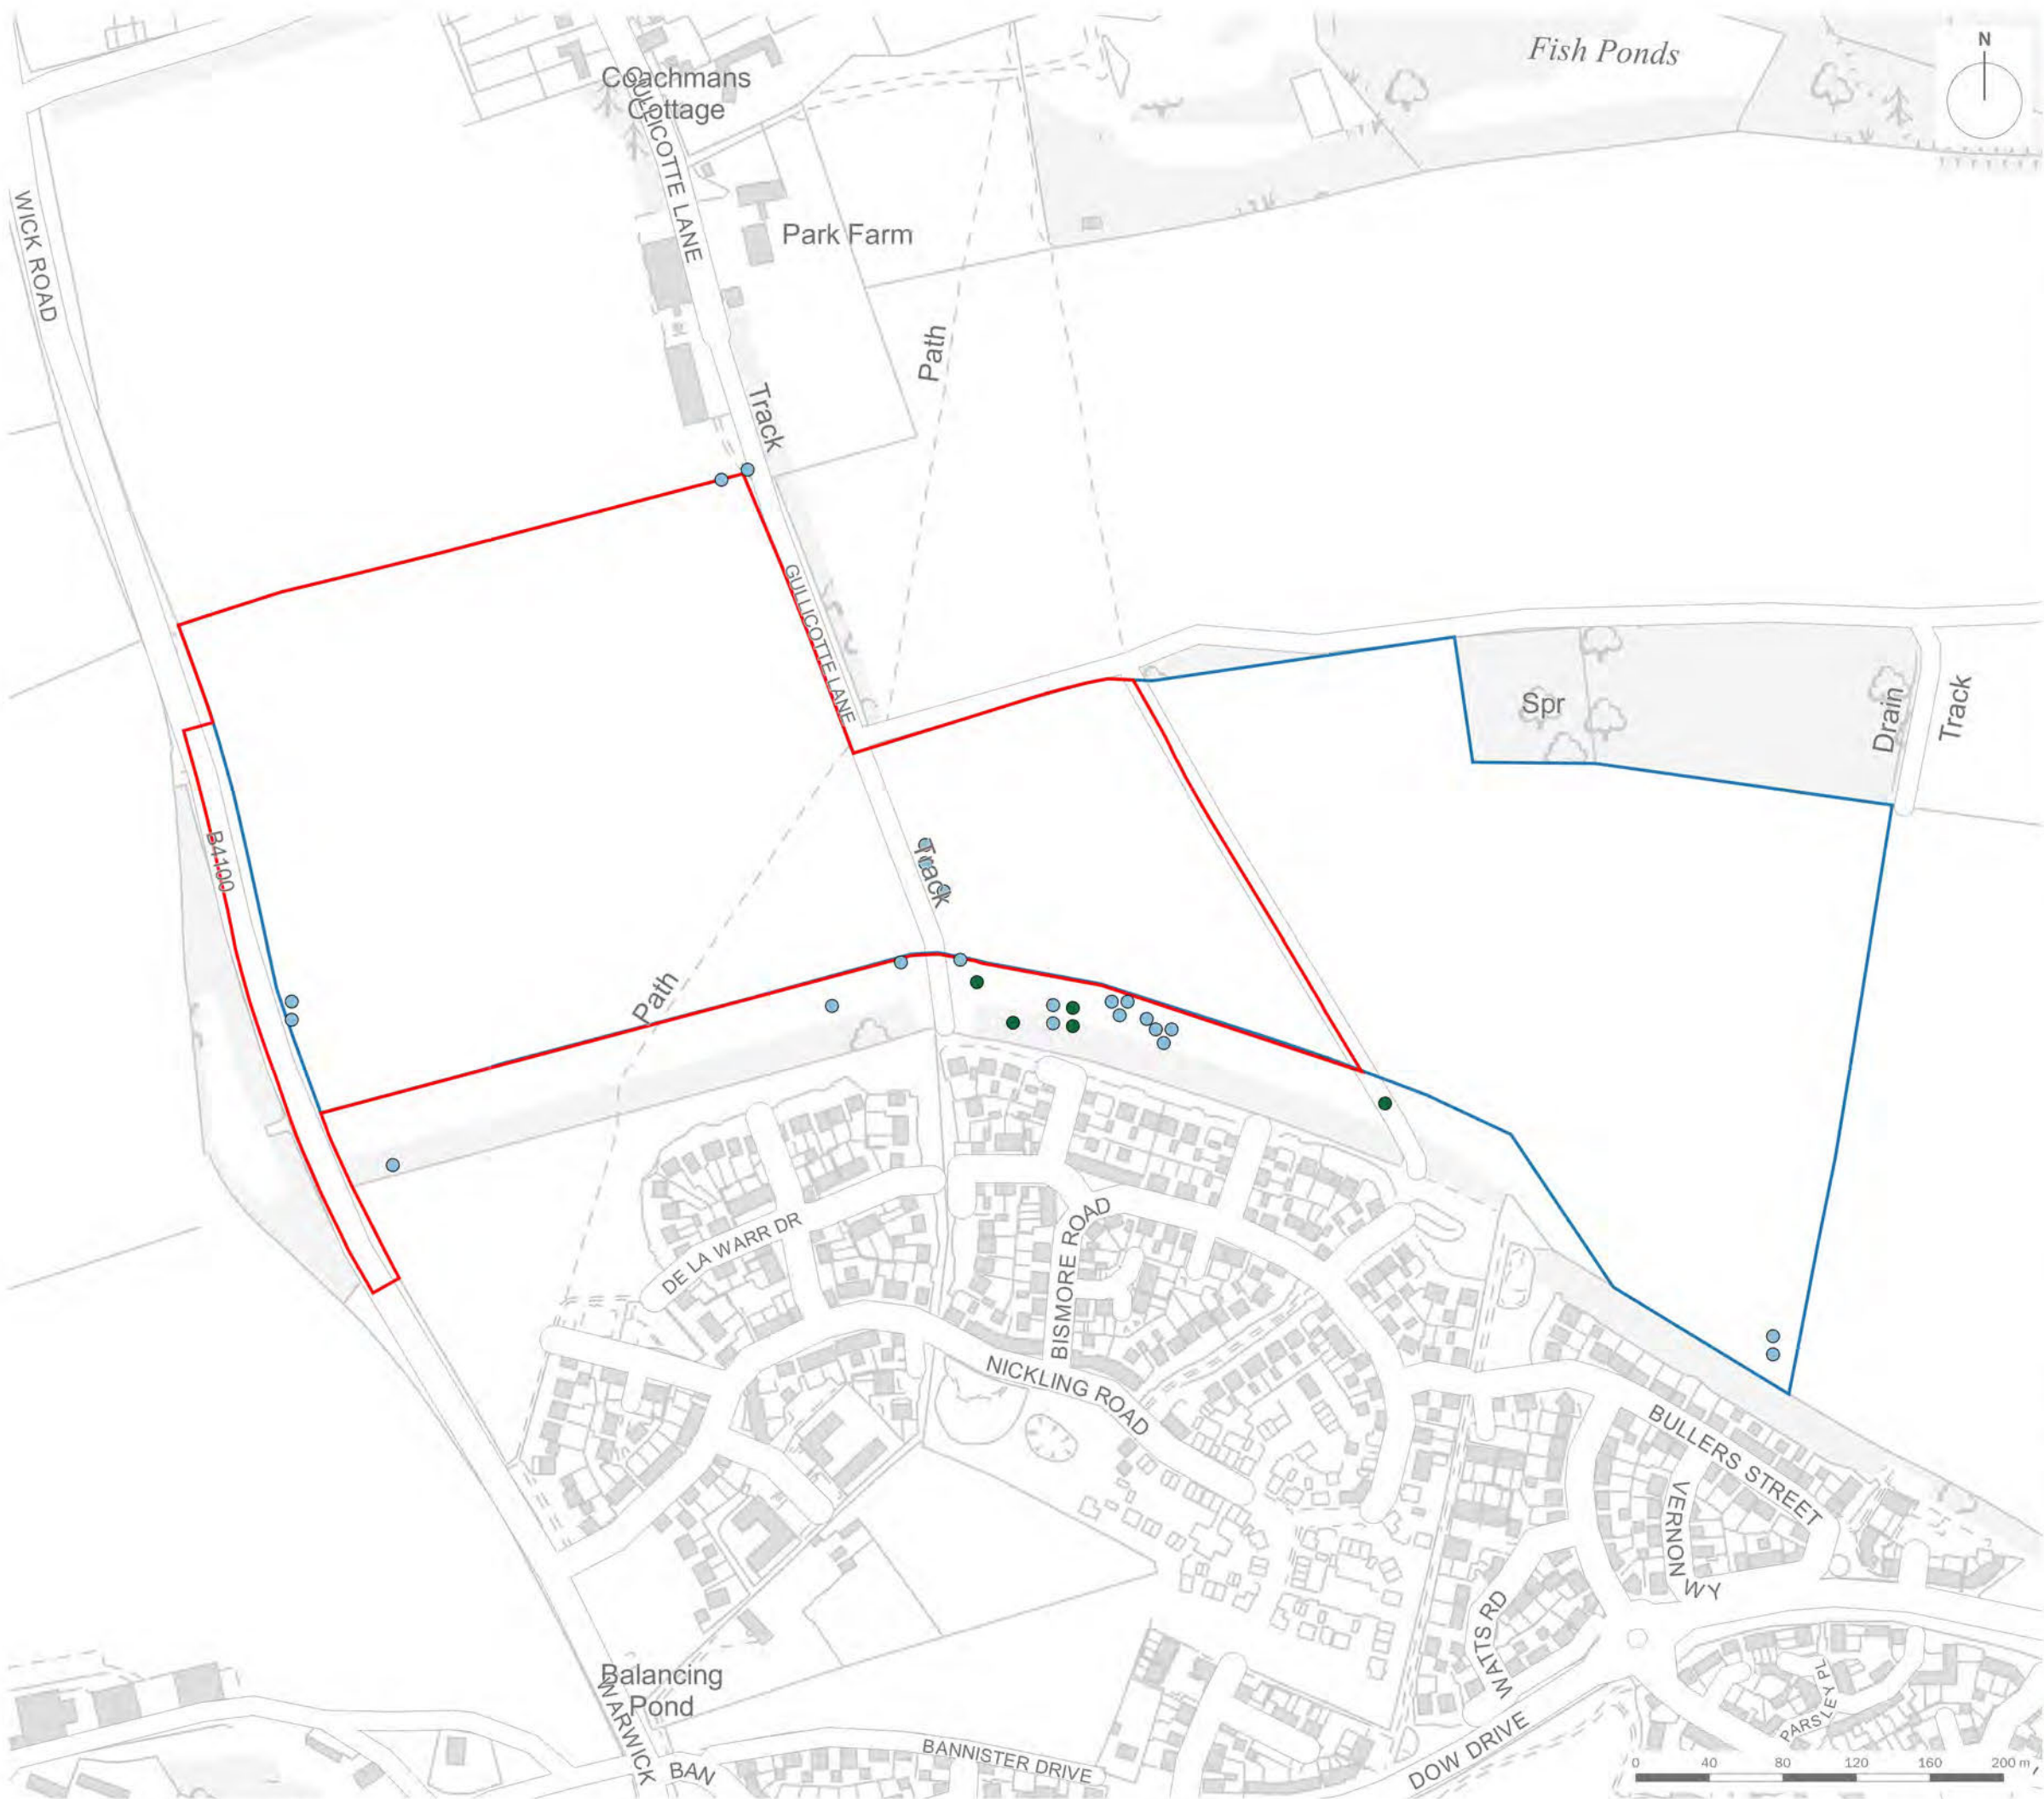 Fish Ponds
N
Coachmans
Cottage
GULLICOTTE LANE
WICK ROAD
Park Farm
Path
Track
GULLICOTTE LANE
Spr
Drain
Track
B4100
Track
Path
DE LA WARR DR
BISMORE ROAD
NICKLING ROAD
BULLERS STREET
VERNON WY
WATTS RD
Balancing
Pond
WARWICK
BAN
BANNISTER DRIVE
DOW DRIVE
PARSLEY PL
0 40 80 120 160 200 m